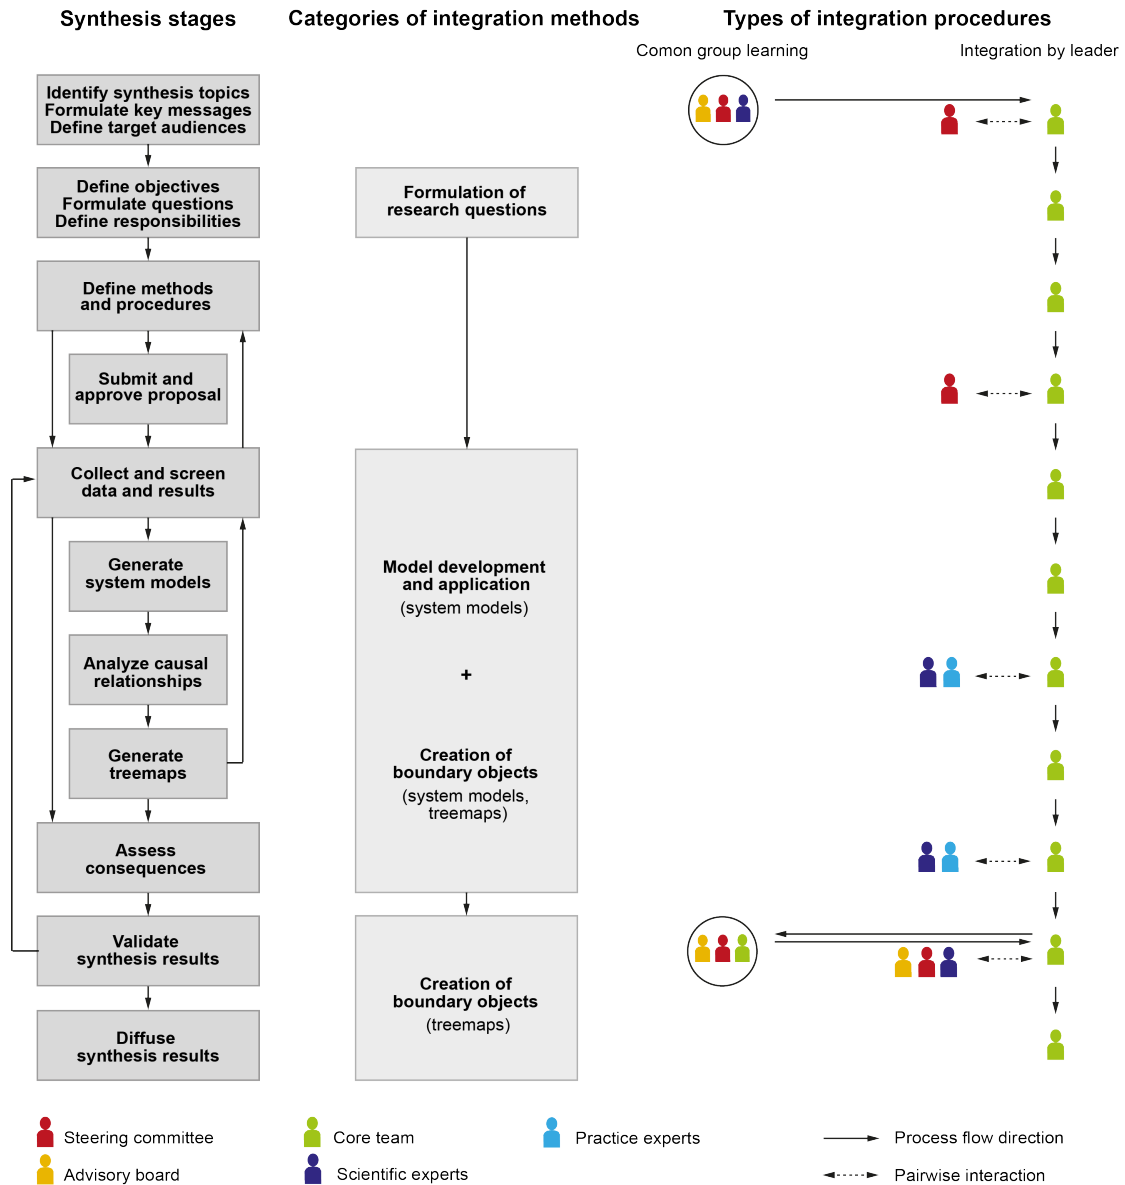 Synthesis stages
Categories of integration methods
Types of integration procedures
Comon group learning
Integration by leader
Identify synthesis topics
Formulate key messages
Define target audiences
Define objectives
Formulate questions
Define responsibilities
Define methods
and procedures
Submit and
approve proposal
Collect and screen
data and results
Generate
system models
Analyze causal
relationships
Generate
treemaps
Assess
consequences
Validate
synthesis results
Diffuse
synthesis results
Formulation of
research questions
Model development
and application
(system models)
+
Creation of
boundary objects
(system models,
treemaps)
Creation of
boundary objects
(treemaps)
Steering committee
Core team
Practice experts
Process flow direction
Advisory board
Scientific experts
Pairwise interaction